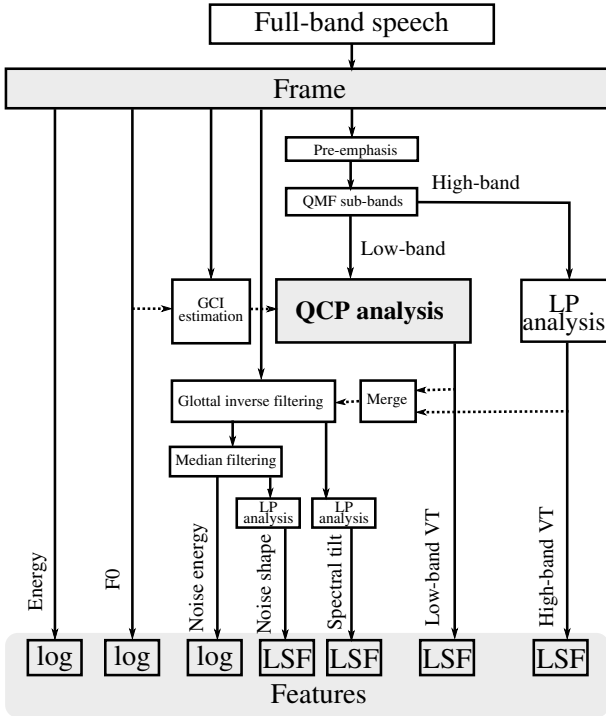 Full-band speech
Frame
Pre-emphasis
High-band
QMF sub-bands
Low-band
GCI
estimation
QCP analysis
LP
analysis
Glottal inverse filtering
Merge
Median filtering
LP
analysis
LP
analysis
Energy
F0
Noise energy
Noise shape
Spectral tilt
Low-band VT
High-band VT
log
log
log
LSF
LSF
LSF
LSF
Features